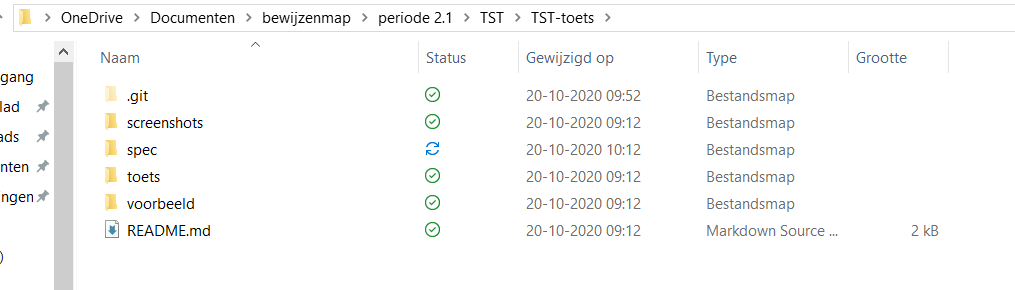 OneDrive > Documenten > bewijzenmap > periode 2.1 > TST > TST-toets >
Naam Status Gewijzigd op Type Grootte
gang
.git 20-10-2020 09:52 Bestandsmap
lad
screenshots 20-10-2020 09:12 Bestandsmap
ads
spec 20-10-2020 10:12 Bestandsmap
nten
toets 20-10-2020 09:12 Bestandsmap
ingen
voorbeeld 20-10-2020 09:12 Bestandsmap
README.md 20-10-2020 09:12 Markdown Source ... 2 kB
)